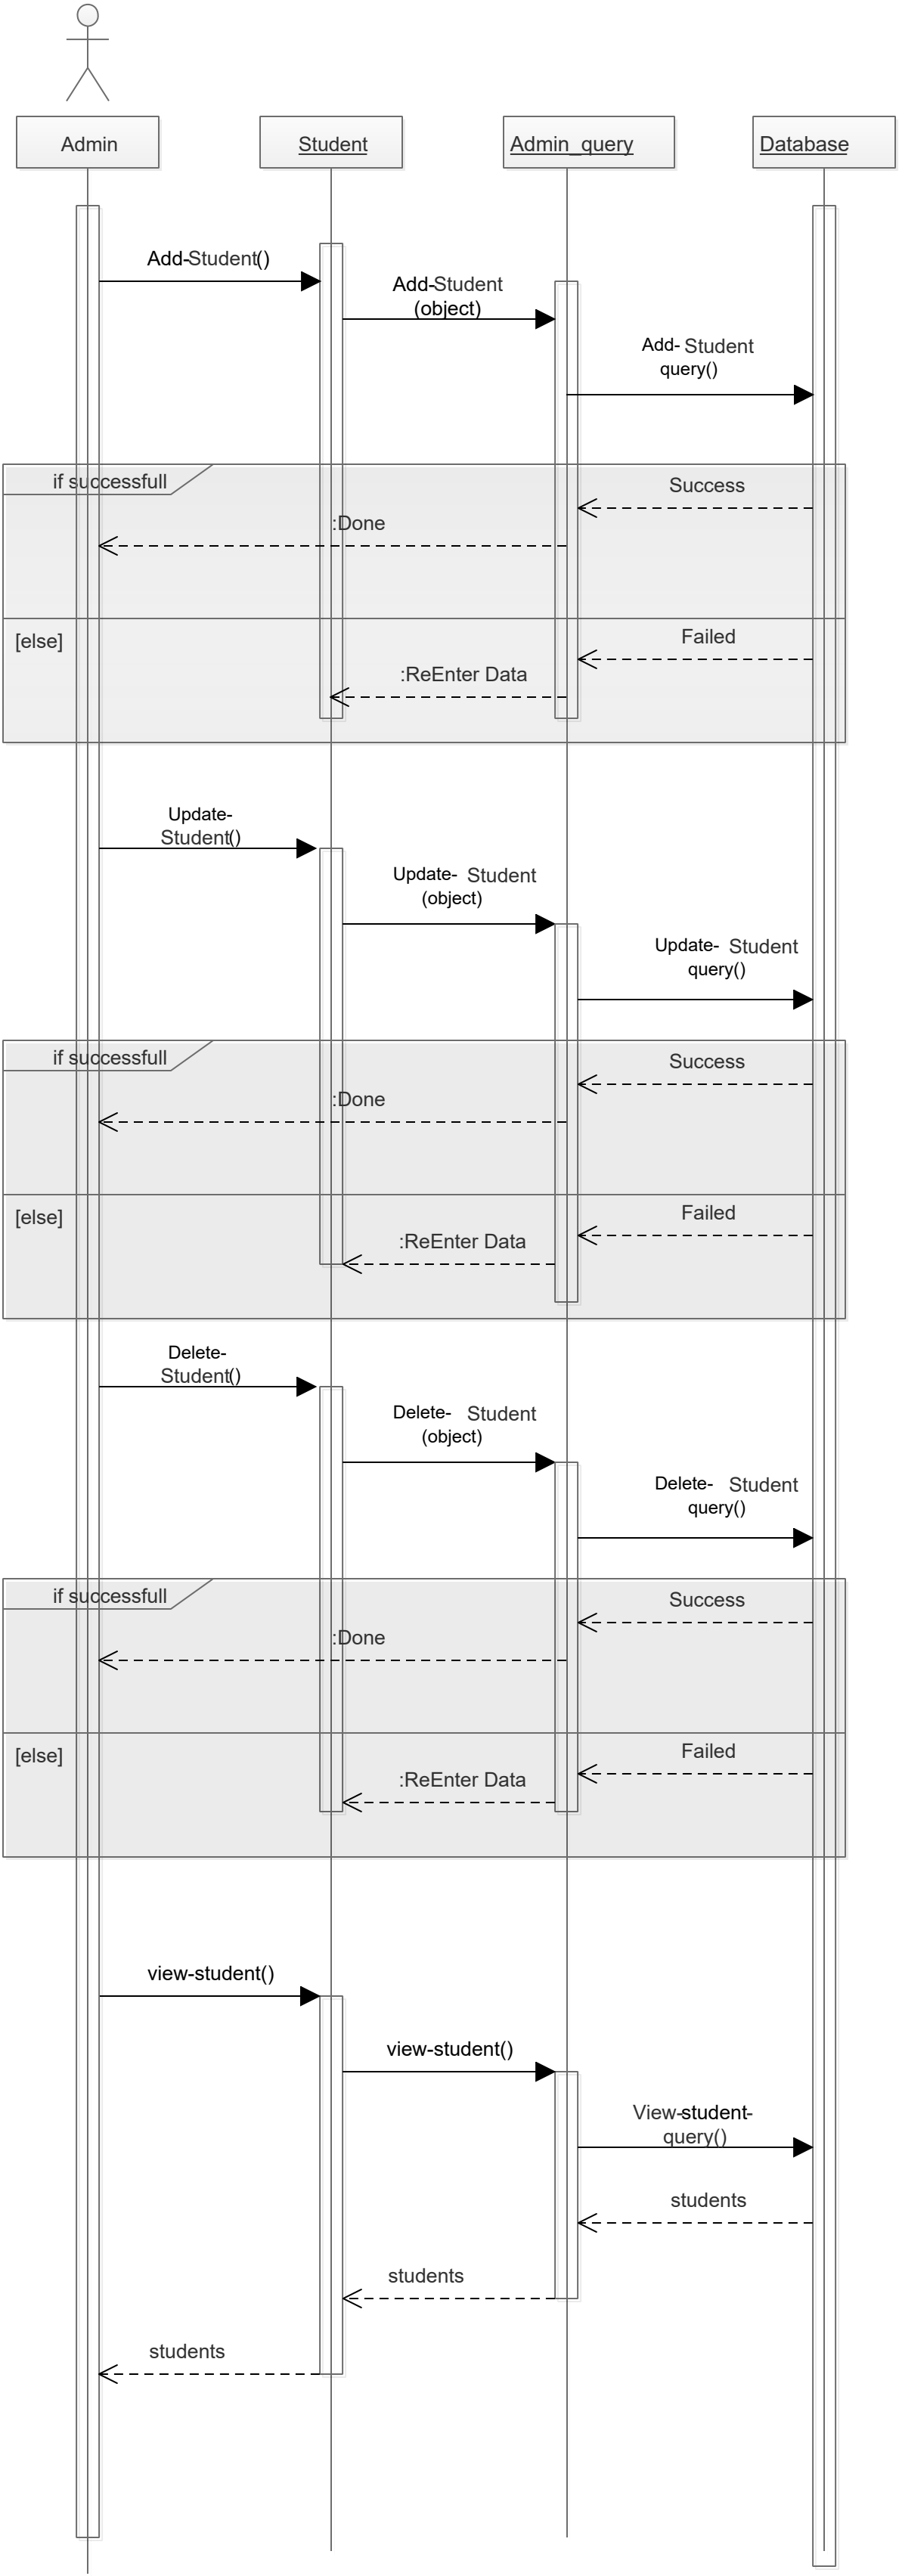 Admin
Student
Admin_query
Database
Add-Student()
Add-Student
(object)
Add- Student
query()
if successfull
Success
:Done
[else]
Failed
:ReEnter Data
Update-
Student()
Update- Student
(object)
Update- Student
query()
if successfull
Success
:Done
[else]
Failed
:ReEnter Data
Delete-
Student()
Delete- Student
(object)
Delete- Student
query()
if successfull
Success
:Done
[else]
Failed
:ReEnter Data
view-student()
view-student()
View-student-
query()
students
students
students